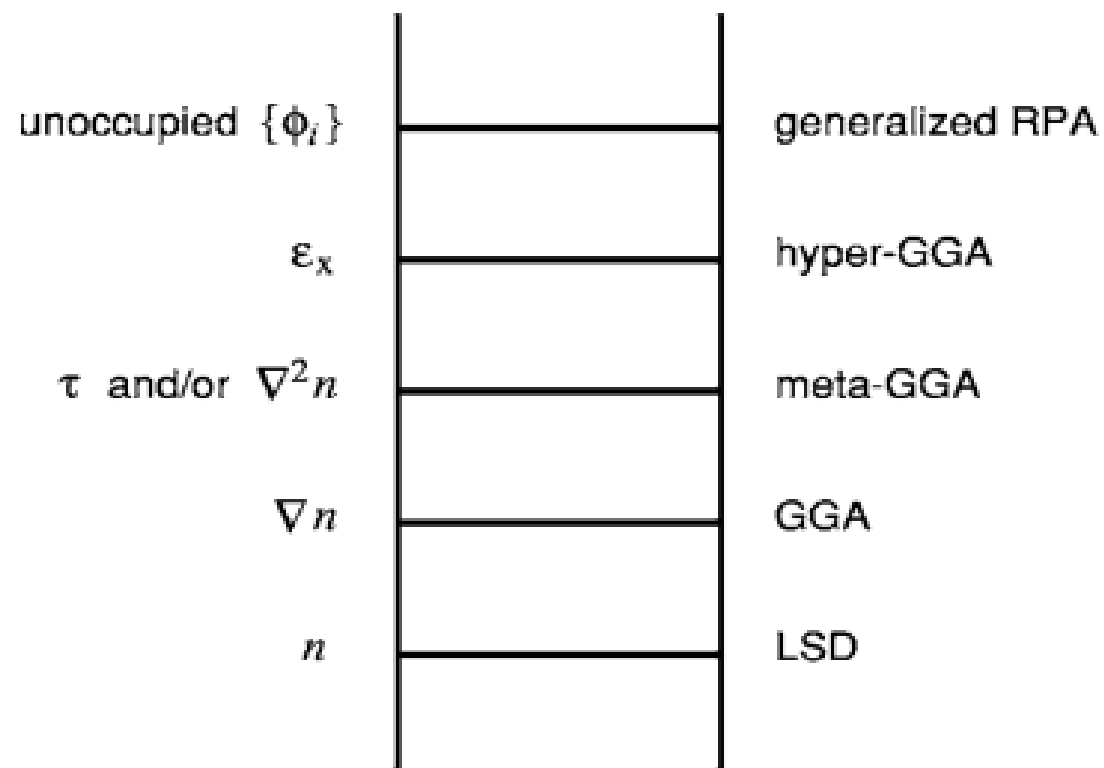 unoccupied {ϕᵢ} generalized RPA
εₓ hyper-GGA
τ and/or ∇²n meta-GGA
∇n GGA
n LSD